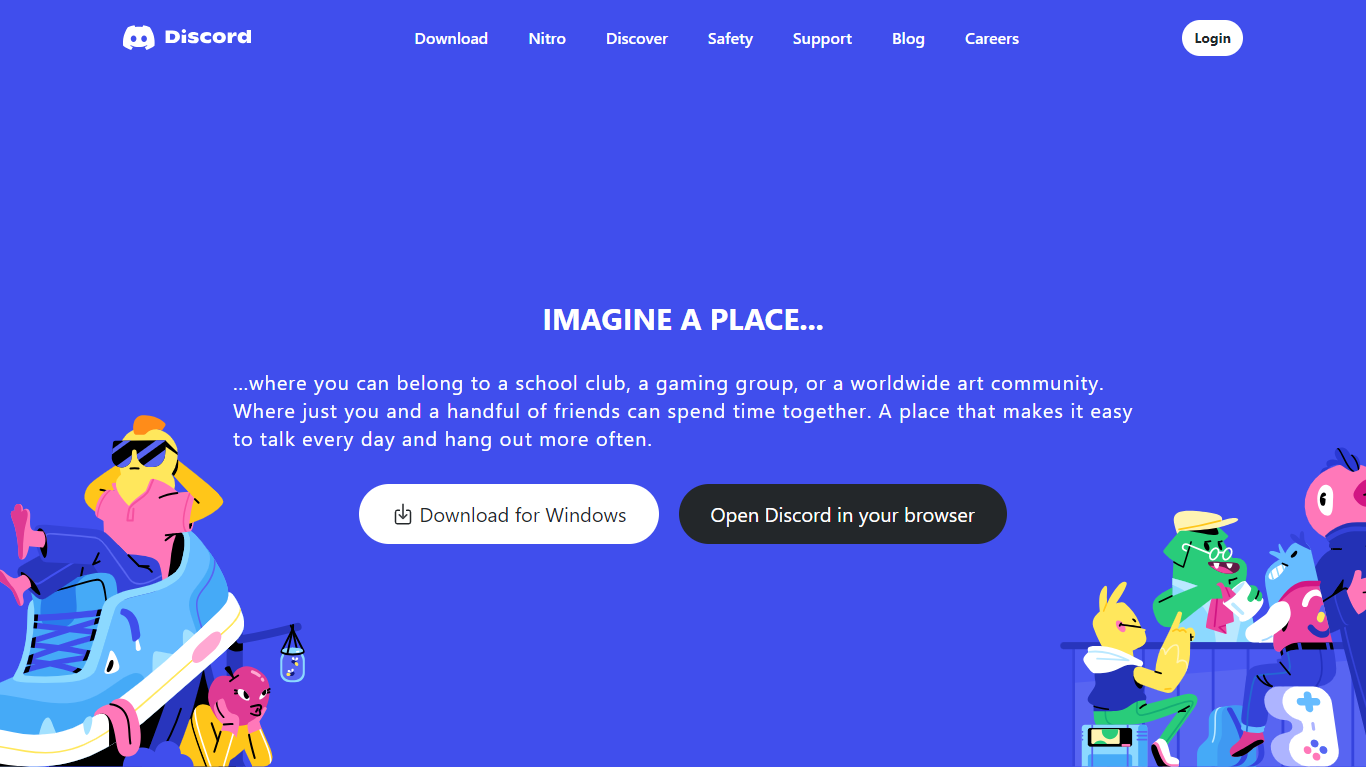 Discord
Download
Nitro
Discover
Safety
Support
Blog
Careers
Login
IMAGINE A PLACE...
...where you can belong to a school club, a gaming group, or a worldwide art community.
Where just you and a handful of friends can spend time together. A place that makes it easy
to talk every day and hang out more often.
Download for Windows
Open Discord in your browser